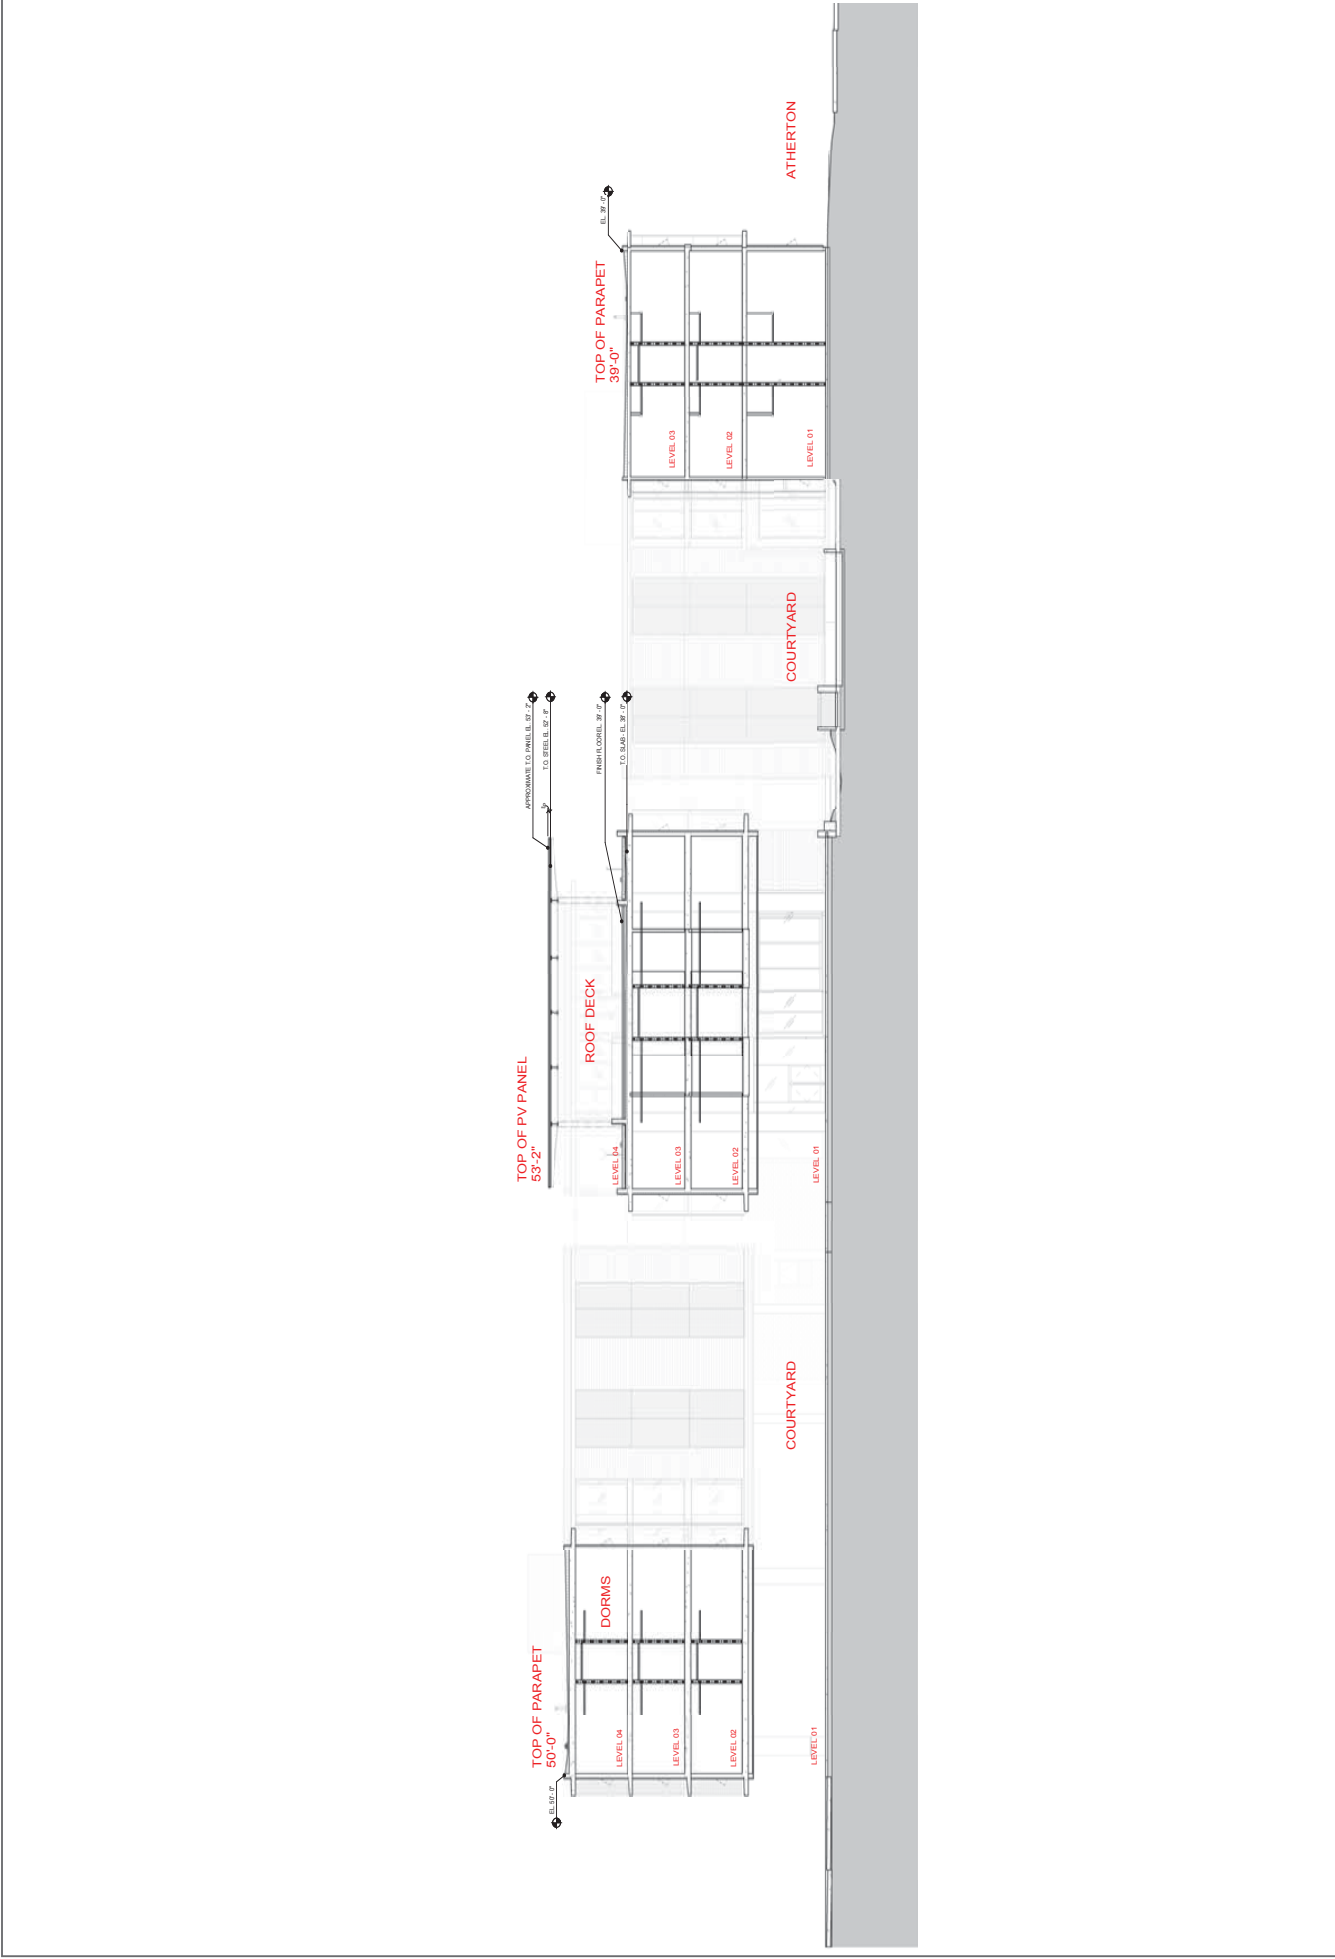 TOP OF PARAPET
50'-0"
EL. 50' - 0"
DORMS
LEVEL 04
LEVEL 03
LEVEL 02
LEVEL 01
COURTYARD
TOP OF PV PANEL
53'-2"
ROOF DECK
LEVEL 04
LEVEL 03
LEVEL 02
LEVEL 01
APPROXIMATE T.O. PANEL EL. 53' - 2"
T.O. STEEL EL. 52' - 8"
FINISH FLOOR EL. 39' - 0"
T.O. SLAB - EL. 38' - 0"
COURTYARD
TOP OF PARAPET
39'-0"
EL. 39' - 0"
LEVEL 03
LEVEL 02
LEVEL 01
ATHERTON